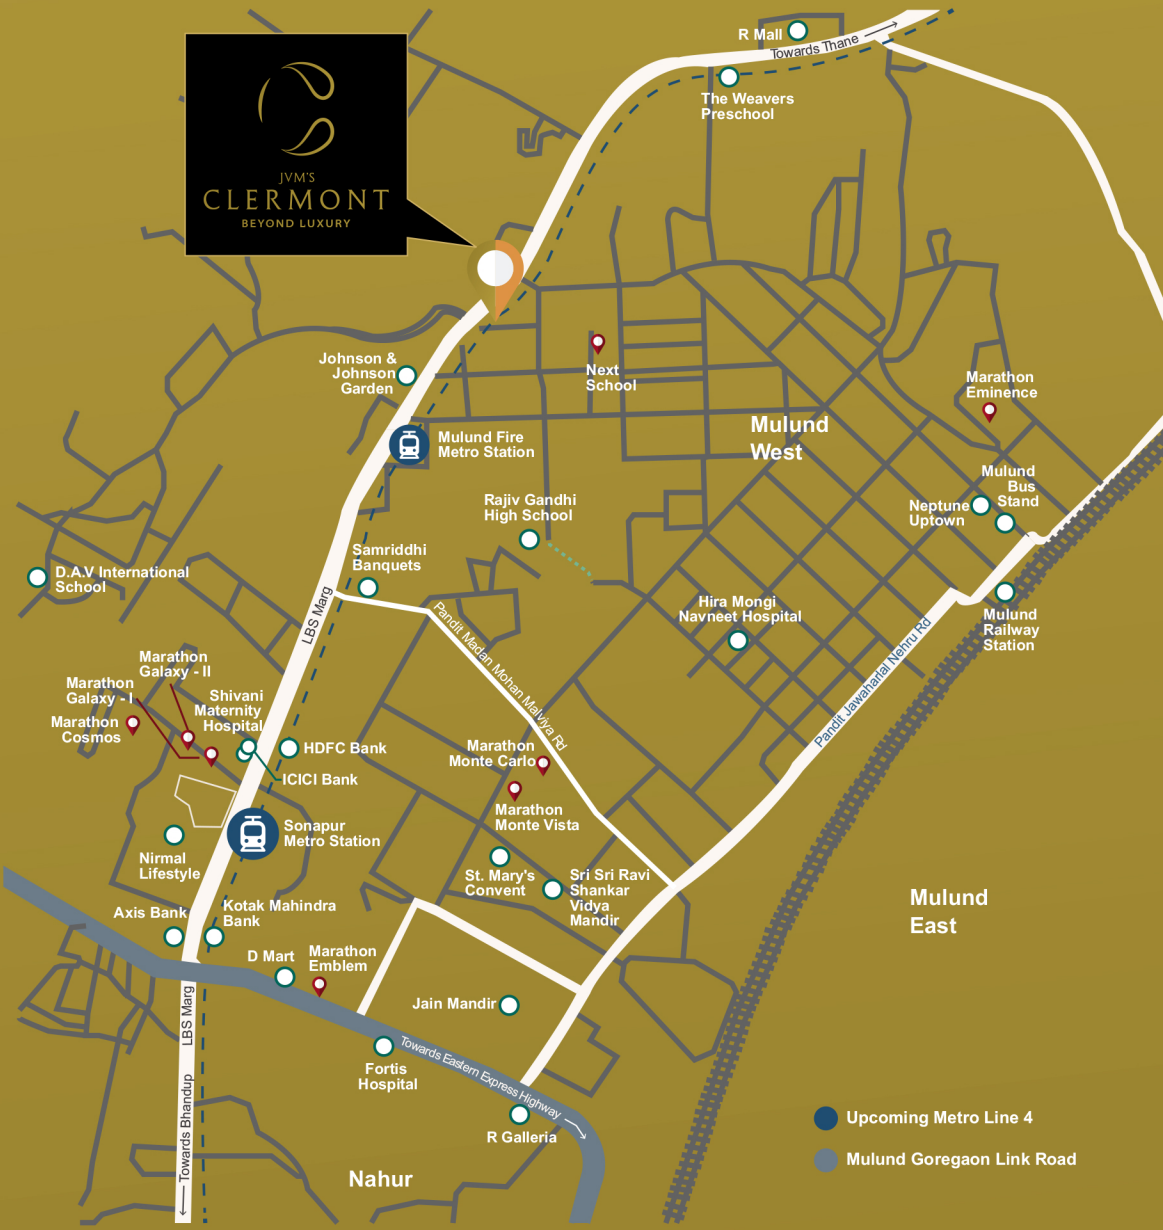 R Mall
Towards Thane
The Weavers
Preschool
JVM'S
CLERMONT
BEYOND LUXURY
Johnson &
Johnson
Garden
Next
School
Marathon
Eminence
Mulund Fire
Metro Station
Mulund
West
Mulund
Bus
Stand
Neptune
Uptown
Rajiv Gandhi
High School
Samriddhi
Banquets
D.A.V International
School
LBS Marg
Pandit Madan Mohan Malviya Rd
Hira Mongi
Navneet Hospital
Mulund
Railway
Station
Pandit Jawaharlal Nehru Rd
Marathon
Galaxy - II
Marathon
Galaxy - I
Shivani
Maternity
Hospital
Marathon
Cosmos
HDFC Bank
ICICI Bank
Marathon
Monte Carlo
Marathon
Monte Vista
Sonapur
Metro Station
Nirmal
Lifestyle
St. Mary's
Convent
Sri Sri Ravi
Shankar
Vidya
Mandir
Mulund
East
Axis Bank
Kotak Mahindra
Bank
D Mart
Marathon
Emblem
Jain Mandir
LBS Marg
Towards Eastern Express Highway
Fortis
Hospital
Towards Bhandup
R Galleria
Nahur
Upcoming Metro Line 4
Mulund Goregaon Link Road